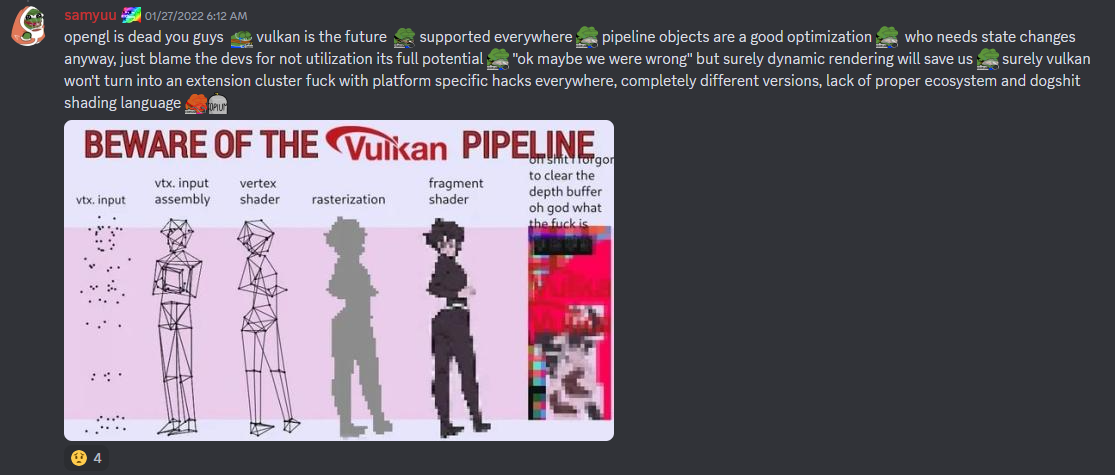 samyuu 01/27/2022 6:12 AM
opengl is dead you guys vulkan is the future supported everywhere pipeline objects are a good optimization who needs state changes
anyway, just blame the devs for not utilization its full potential "ok maybe we were wrong" but surely dynamic rendering will save us surely vulkan
won't turn into an extension cluster fuck with platform specific hacks everywhere, completely different versions, lack of proper ecosystem and dogshit
shading language
OPIUM
BEWARE OF THE Vulkan PIPELINE
vtx. input
vtx. input
assembly
vertex
shader
rasterization
fragment
shader
oh shit i forgor
to clear the
depth buffer
oh god what
the fuck is
4